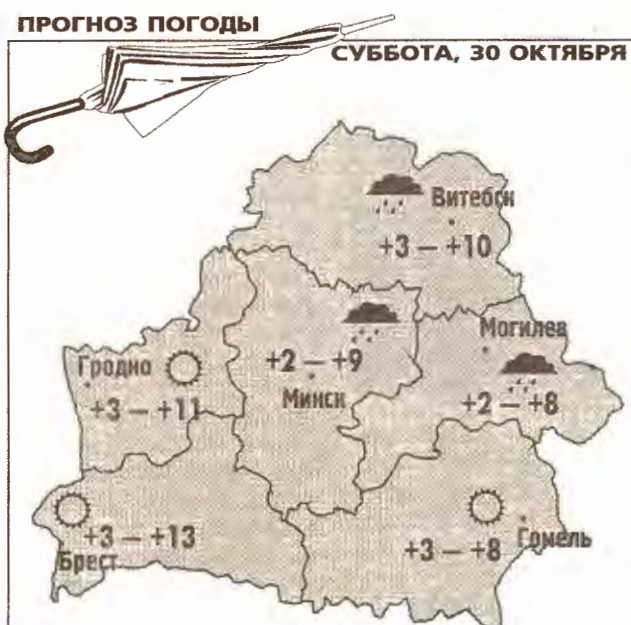 ПРОГНОЗ ПОГОДЫ
СУББОТА, 30 ОКТЯБРЯ
Витебск
+3 — +10
Могилев
+2 — +8
+2 — +9
Минск
Гродно
+3 — +11
+3 — +13
Брест
+3 — +8
Гомель